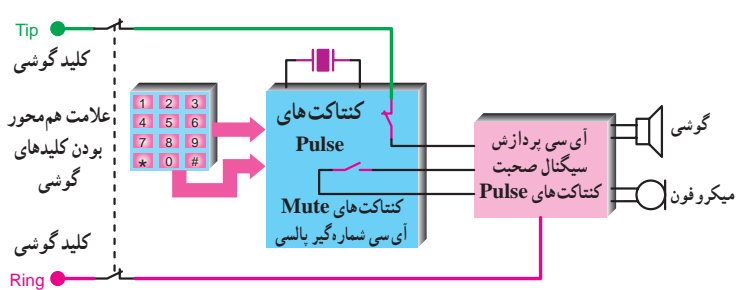 Tip
کلید گوشی
علامت هم‌محور
بودن کلیدهای
گوشی
کلید گوشی
Ring
1 2 3
4 5 6
7 8 9
* 0 #
کنتاکت‌های
Pulse
کنتاکت‌های Mute
آی‌سی شماره‌گیر پالسی
آی‌سی پردازش
سیگنال صحبت
کنتاکت‌های Pulse
گوشی
میکروفون